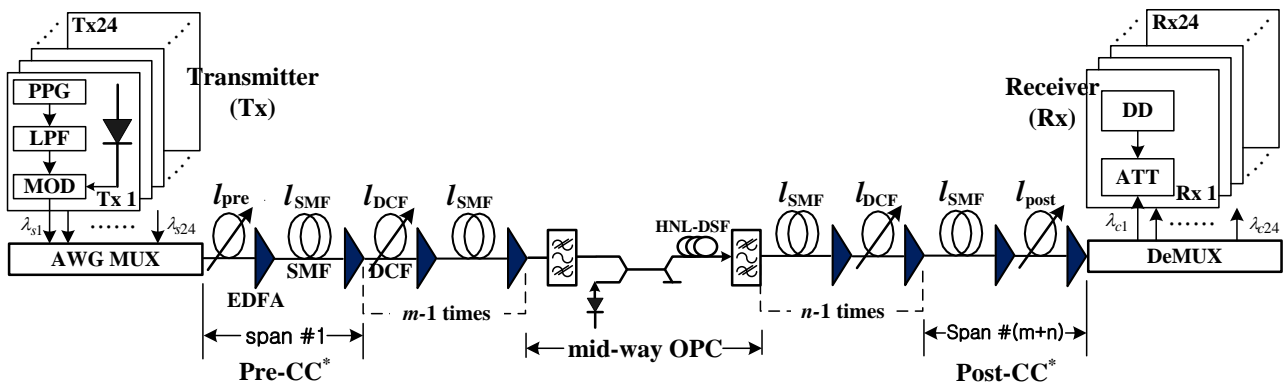 Tx24
Transmitter
(Tx)
PPG
LPF
MOD
Tx 1
λs1
λs24
AWG MUX
lpre
lSMF
lDCF
lSMF
EDFA
SMF
DCF
span #1
m-1 times
Pre-CC*
HNL-DSF
mid-way OPC
lSMF
lDCF
lSMF
lpost
n-1 times
Span #(m+n)
Post-CC*
Rx24
Receiver
(Rx)
DD
ATT
Rx 1
λc1
λc24
DeMUX